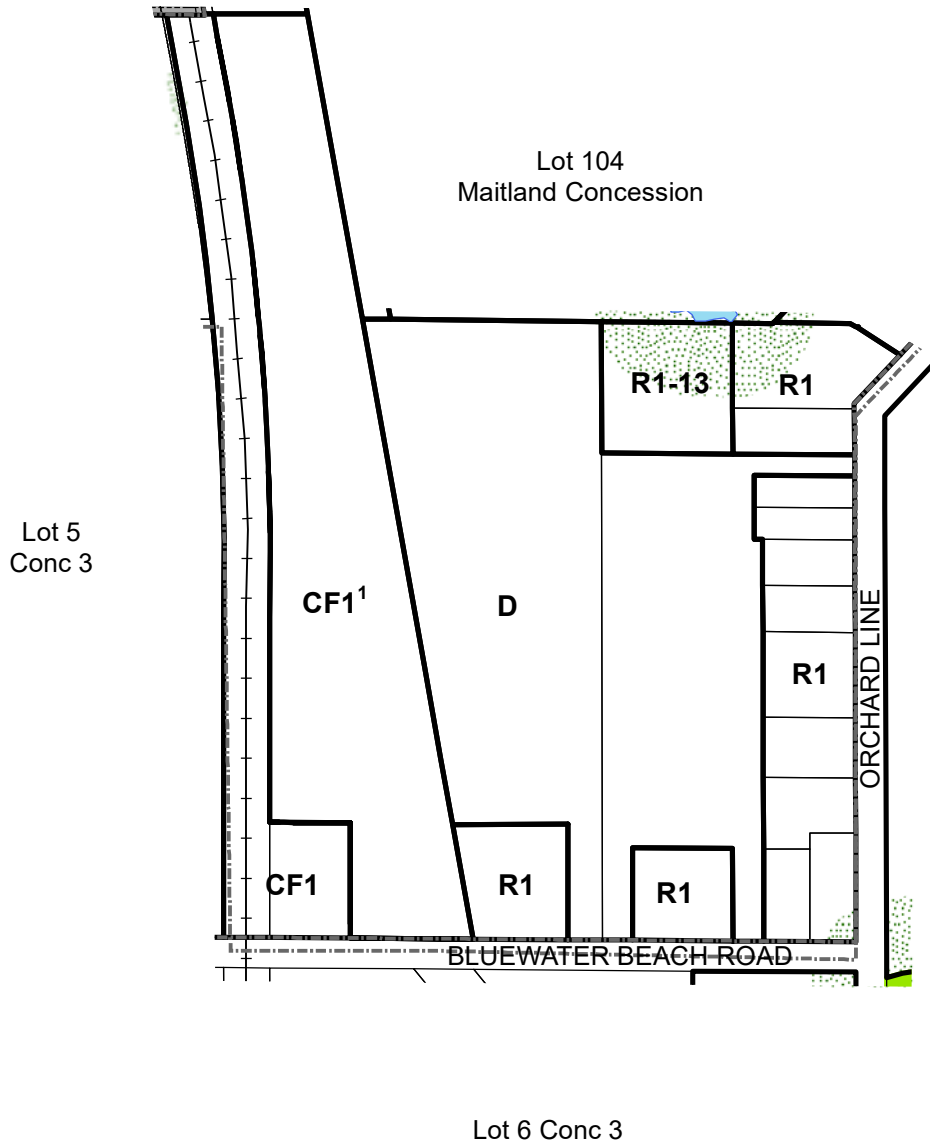 Lot 104
Maitland Concession
R1-13
R1
Lot 5
Conc 3
CF1¹
D
ORCHARD LINE
R1
CF1
R1
R1
BLUEWATER BEACH ROAD
Lot 6 Conc 3